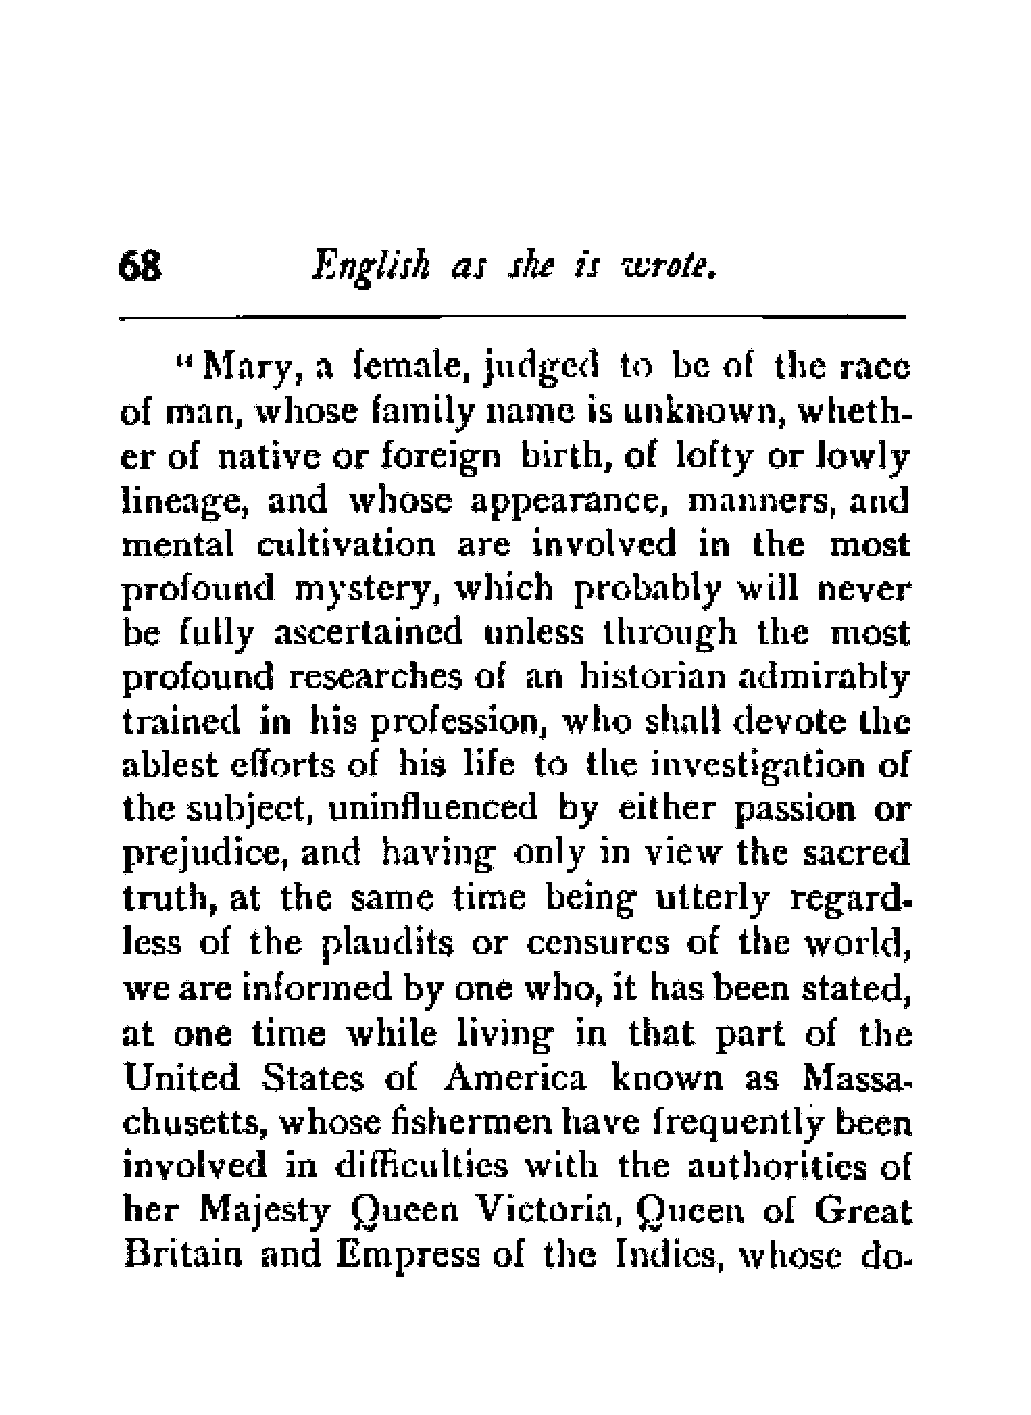 68 English as she is wrote.
“Mary, a female, judged to be of the race
of man, whose family name is unknown, wheth-
er of native or foreign birth, of lofty or lowly
lineage, and whose appearance, manners, and
mental cultivation are involved in the most
profound mystery, which probably will never
be fully ascertained unless through the most
profound researches of an historian admirably
trained in his profession, who shall devote the
ablest efforts of his life to the investigation of
the subject, uninfluenced by either passion or
prejudice, and having only in view the sacred
truth, at the same time being utterly regard-
less of the plaudits or censures of the world,
we are informed by one who, it has been stated,
at one time while living in that part of the
United States of America known as Massa-
chusetts, whose fishermen have frequently been
involved in difficulties with the authorities of
her Majesty Queen Victoria, Queen of Great
Britain and Empress of the Indies, whose do-